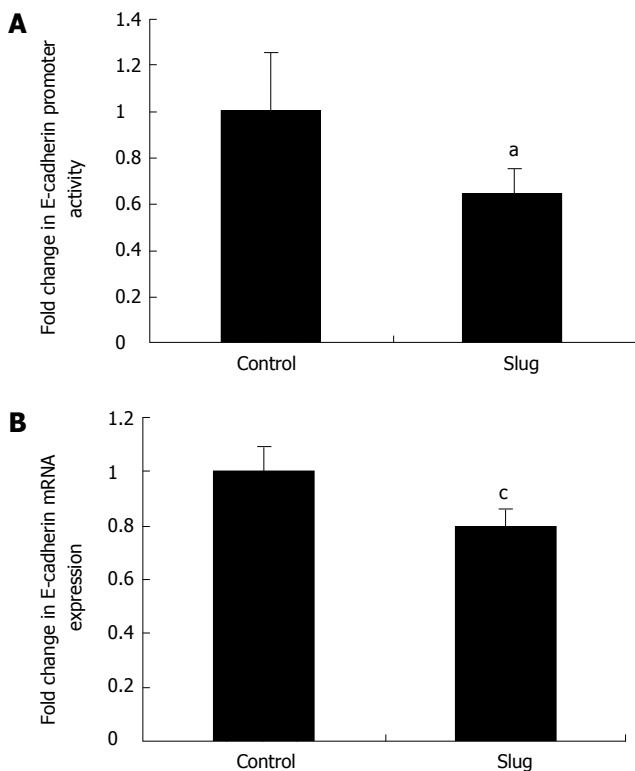 A
Fold change in E-cadherin promoter
activity
1.4
1.2
1
0.8
0.6
0.4
0.2
0
a
Control
Slug
B
Fold change in E-cadherin mRNA
expression
1.2
1
0.8
0.6
0.4
0.2
0
c
Control
Slug